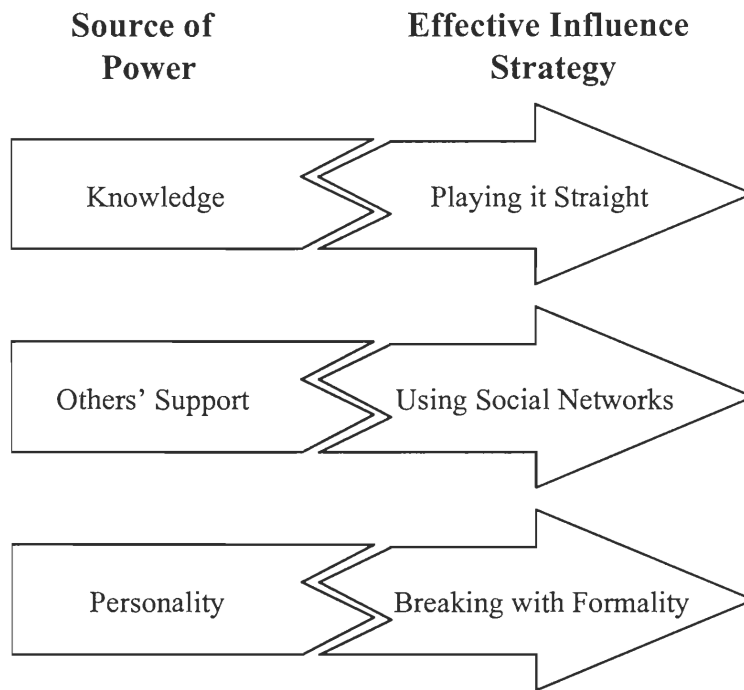 Source of
Power
Effective Influence
Strategy
Knowledge
Playing it Straight
Others’ Support
Using Social Networks
Personality
Breaking with Formality